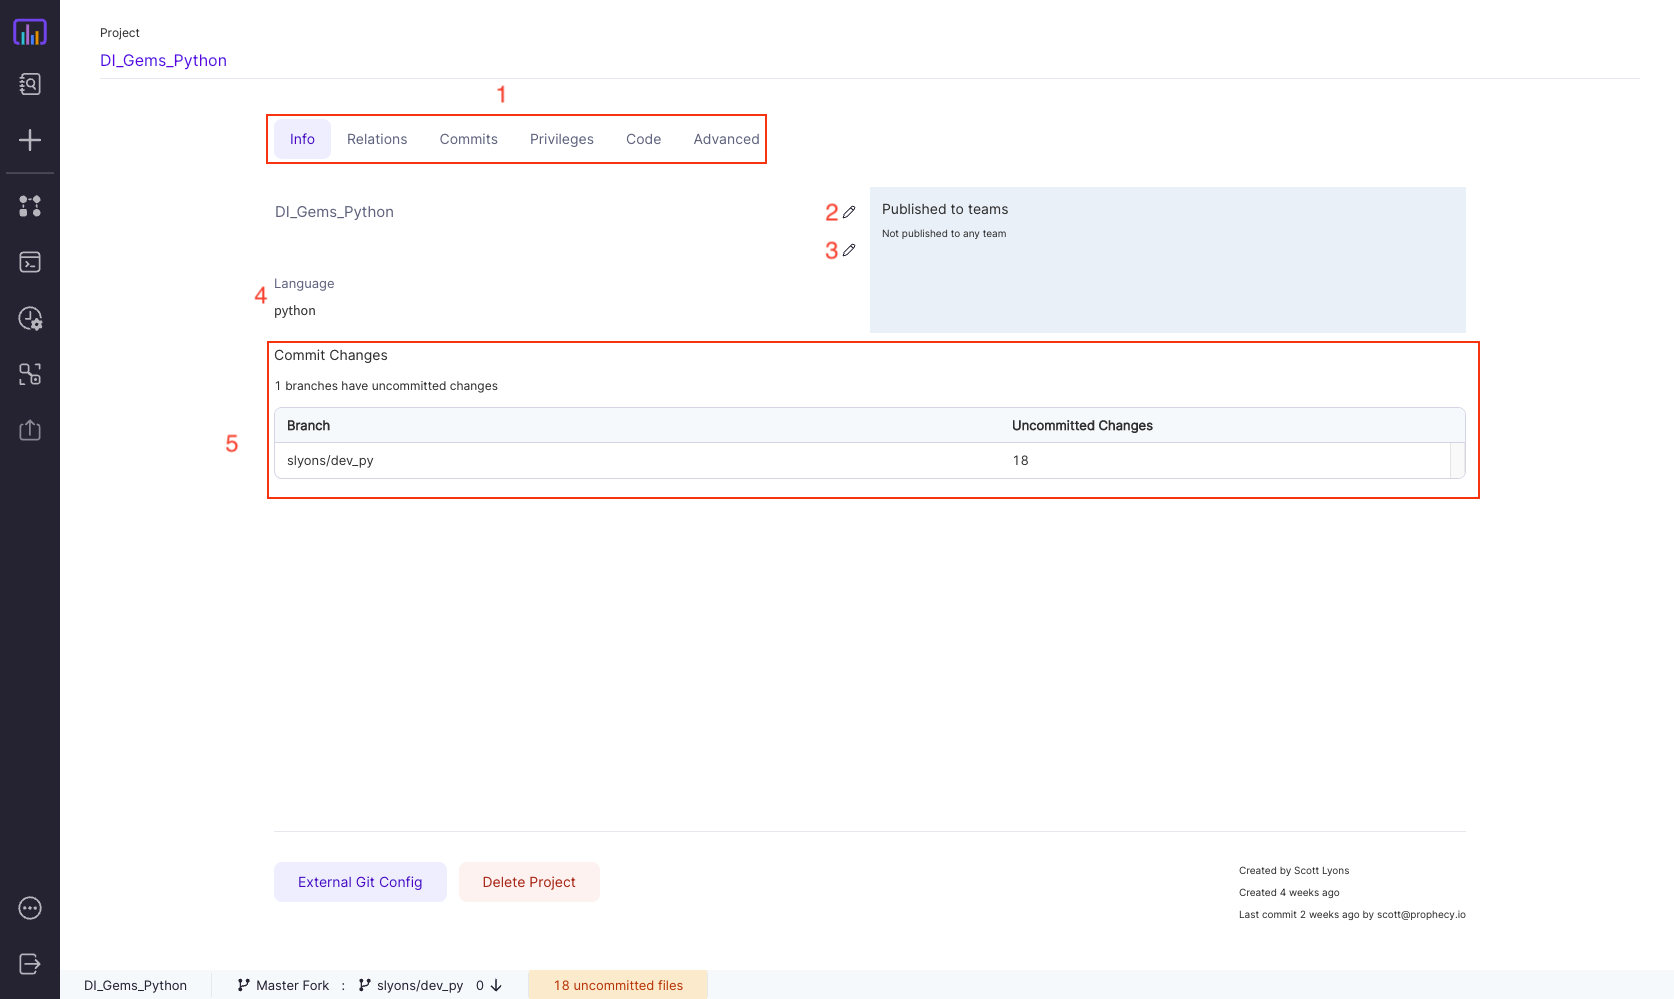 Project
DI_Gems_Python
1
Info Relations Commits Privileges Code Advanced
DI_Gems_Python
2
3
Published to teams
Not published to any team
4
Language
python
Commit Changes
1 branches have uncommitted changes
5
Branch Uncommitted Changes
slyons/dev_py 18
External Git Config Delete Project
Created by Scott Lyons
Created 4 weeks ago
Last commit 2 weeks ago by scott@prophecy.io
DI_Gems_Python Master Fork : slyons/dev_py 0 18 uncommitted files